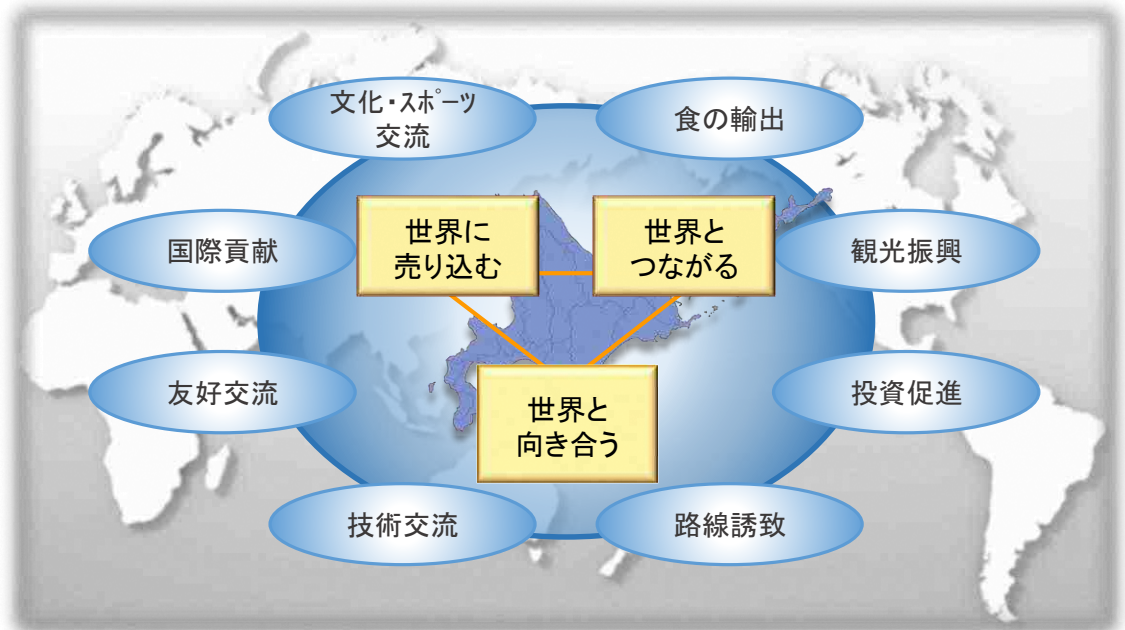 文化・ｽﾎﾟｰﾂ
交流
食の輸出
世界に
売り込む
世界と
つながる
国際貢献
観光振興
友好交流
投資促進
世界と
向き合う
技術交流
路線誘致